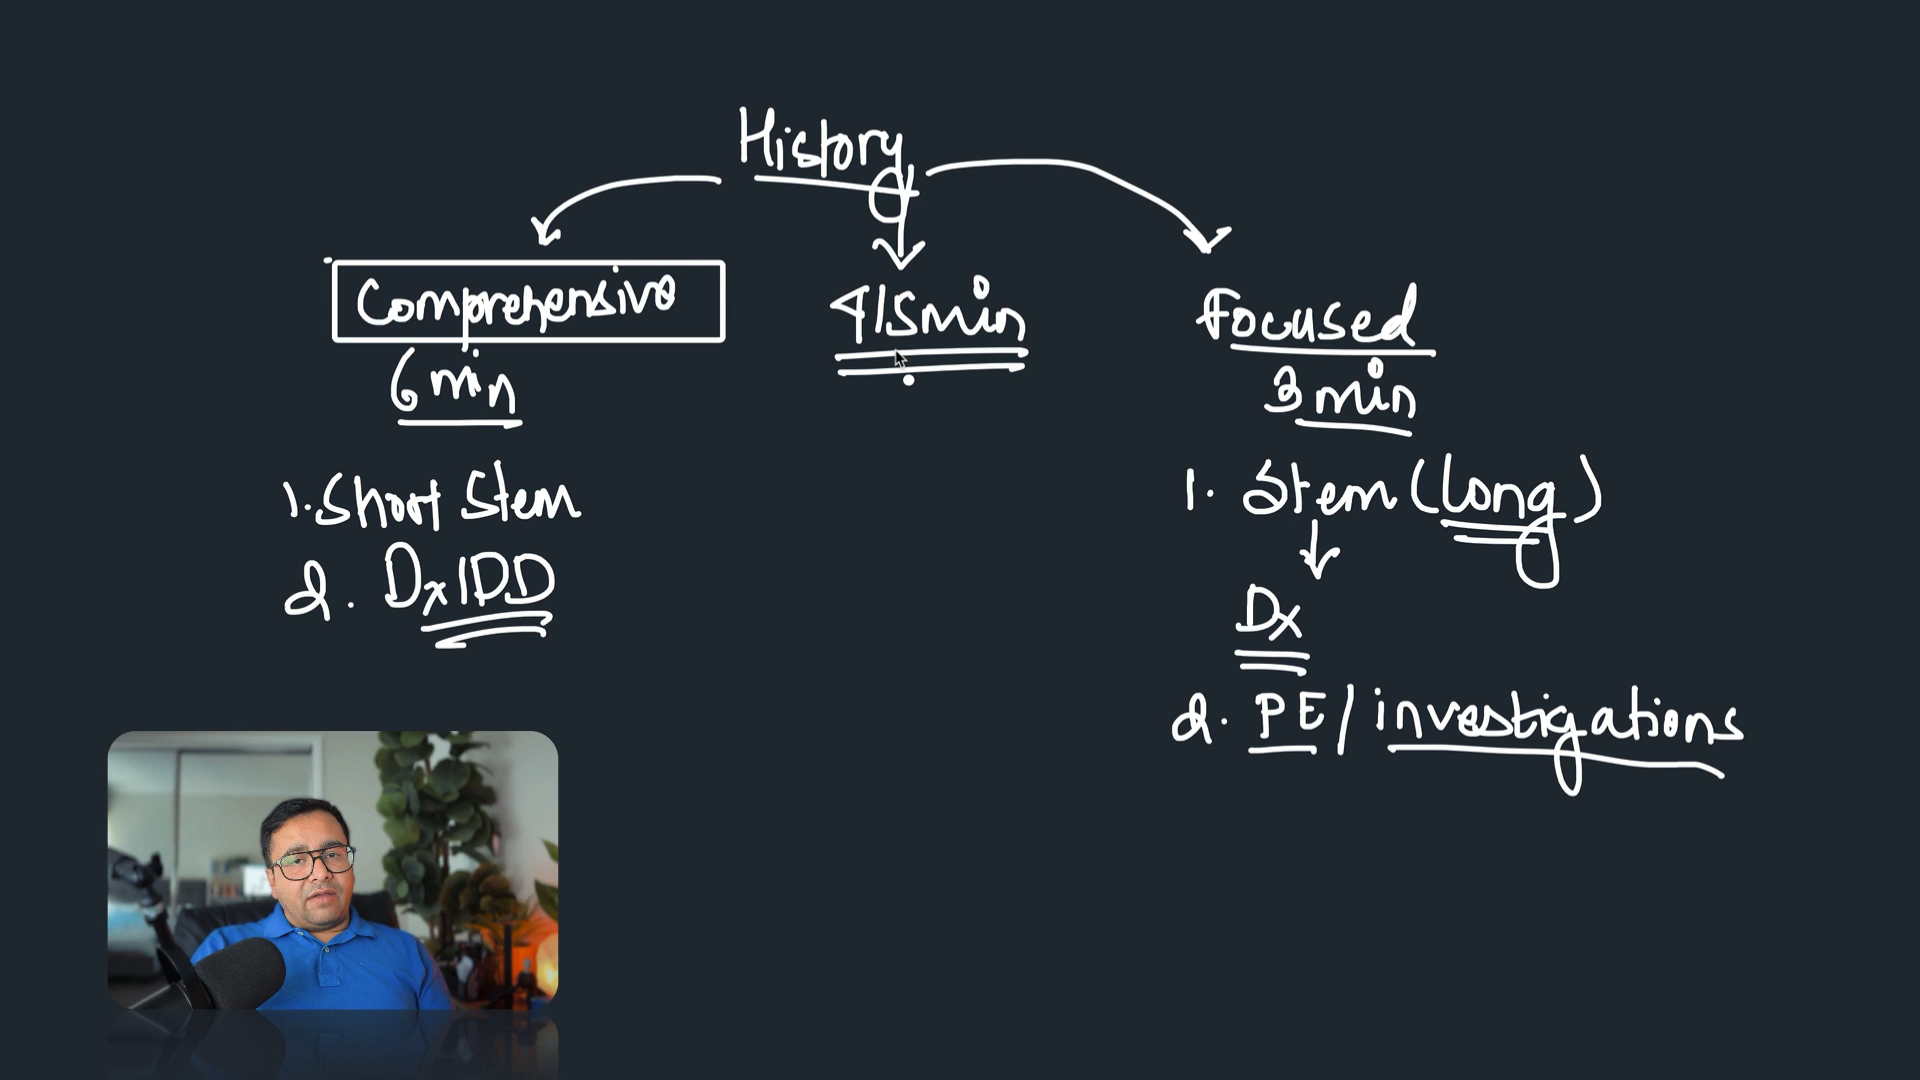 History
Comprehensive
6 min
1. Short Stem
2. Dx/DD
4/5 min
Focused
3 min
1. Stem (long)
Dx
2. PE/investigations